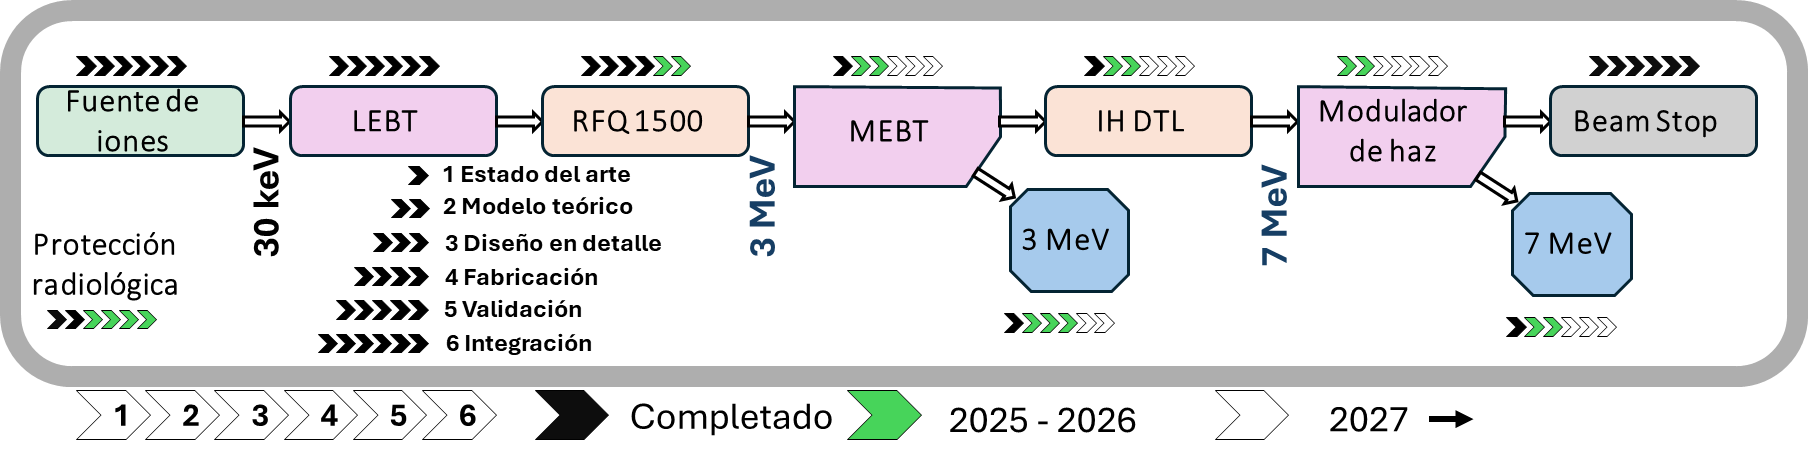 Fuente de
iones
LEBT
RFQ 1500
MEBT
IH DTL
Modulador
de haz
Beam Stop
30 keV
3 MeV
7 MeV
3 MeV
7 MeV
1 Estado del arte
2 Modelo teórico
3 Diseño en detalle
4 Fabricación
5 Validación
6 Integración
Protección
radiológica
1 2 3 4 5 6
Completado
2025 - 2026
2027